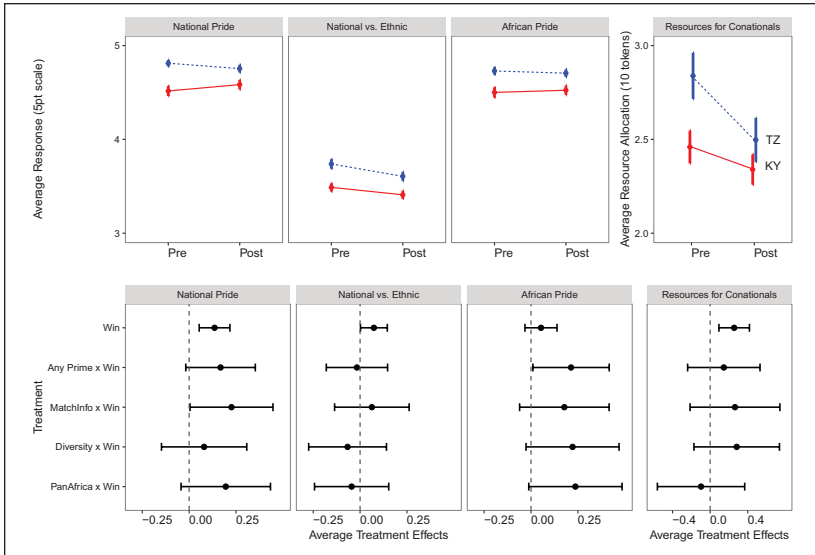 National Pride
National vs. Ethnic
African Pride
Resources for Conationals
Average Response (5pt scale)
5
4
3
Average Resource Allocation (10 tokens)
3.0
2.5
2.0
TZ
KY
Pre Post
Pre Post
Pre Post
Pre Post
National Pride
National vs. Ethnic
African Pride
Resources for Conationals
Treatment
Win
Any Prime x Win
MatchInfo x Win
Diversity x Win
PanAfrica x Win
−0.25 0.00 0.25
−0.25 0.00 0.25
0.00 0.25
−0.4 0.0 0.4
Average Treatment Effects
Average Treatment Effects